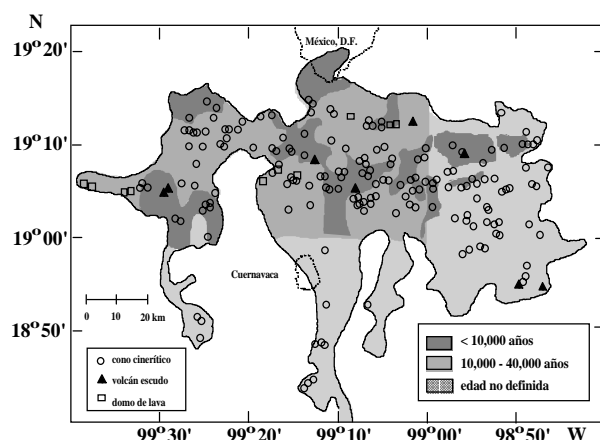 N
México, D.F.
19°20'
19°10'
19°00'
18°50'
Cuernavaca
0 10 20 km
cono cinerítico
volcán escudo
domo de lava
< 10,000 años
10,000 - 40,000 años
edad no definida
99°30' 99°20' 99°10' 99°00' 98°50' W